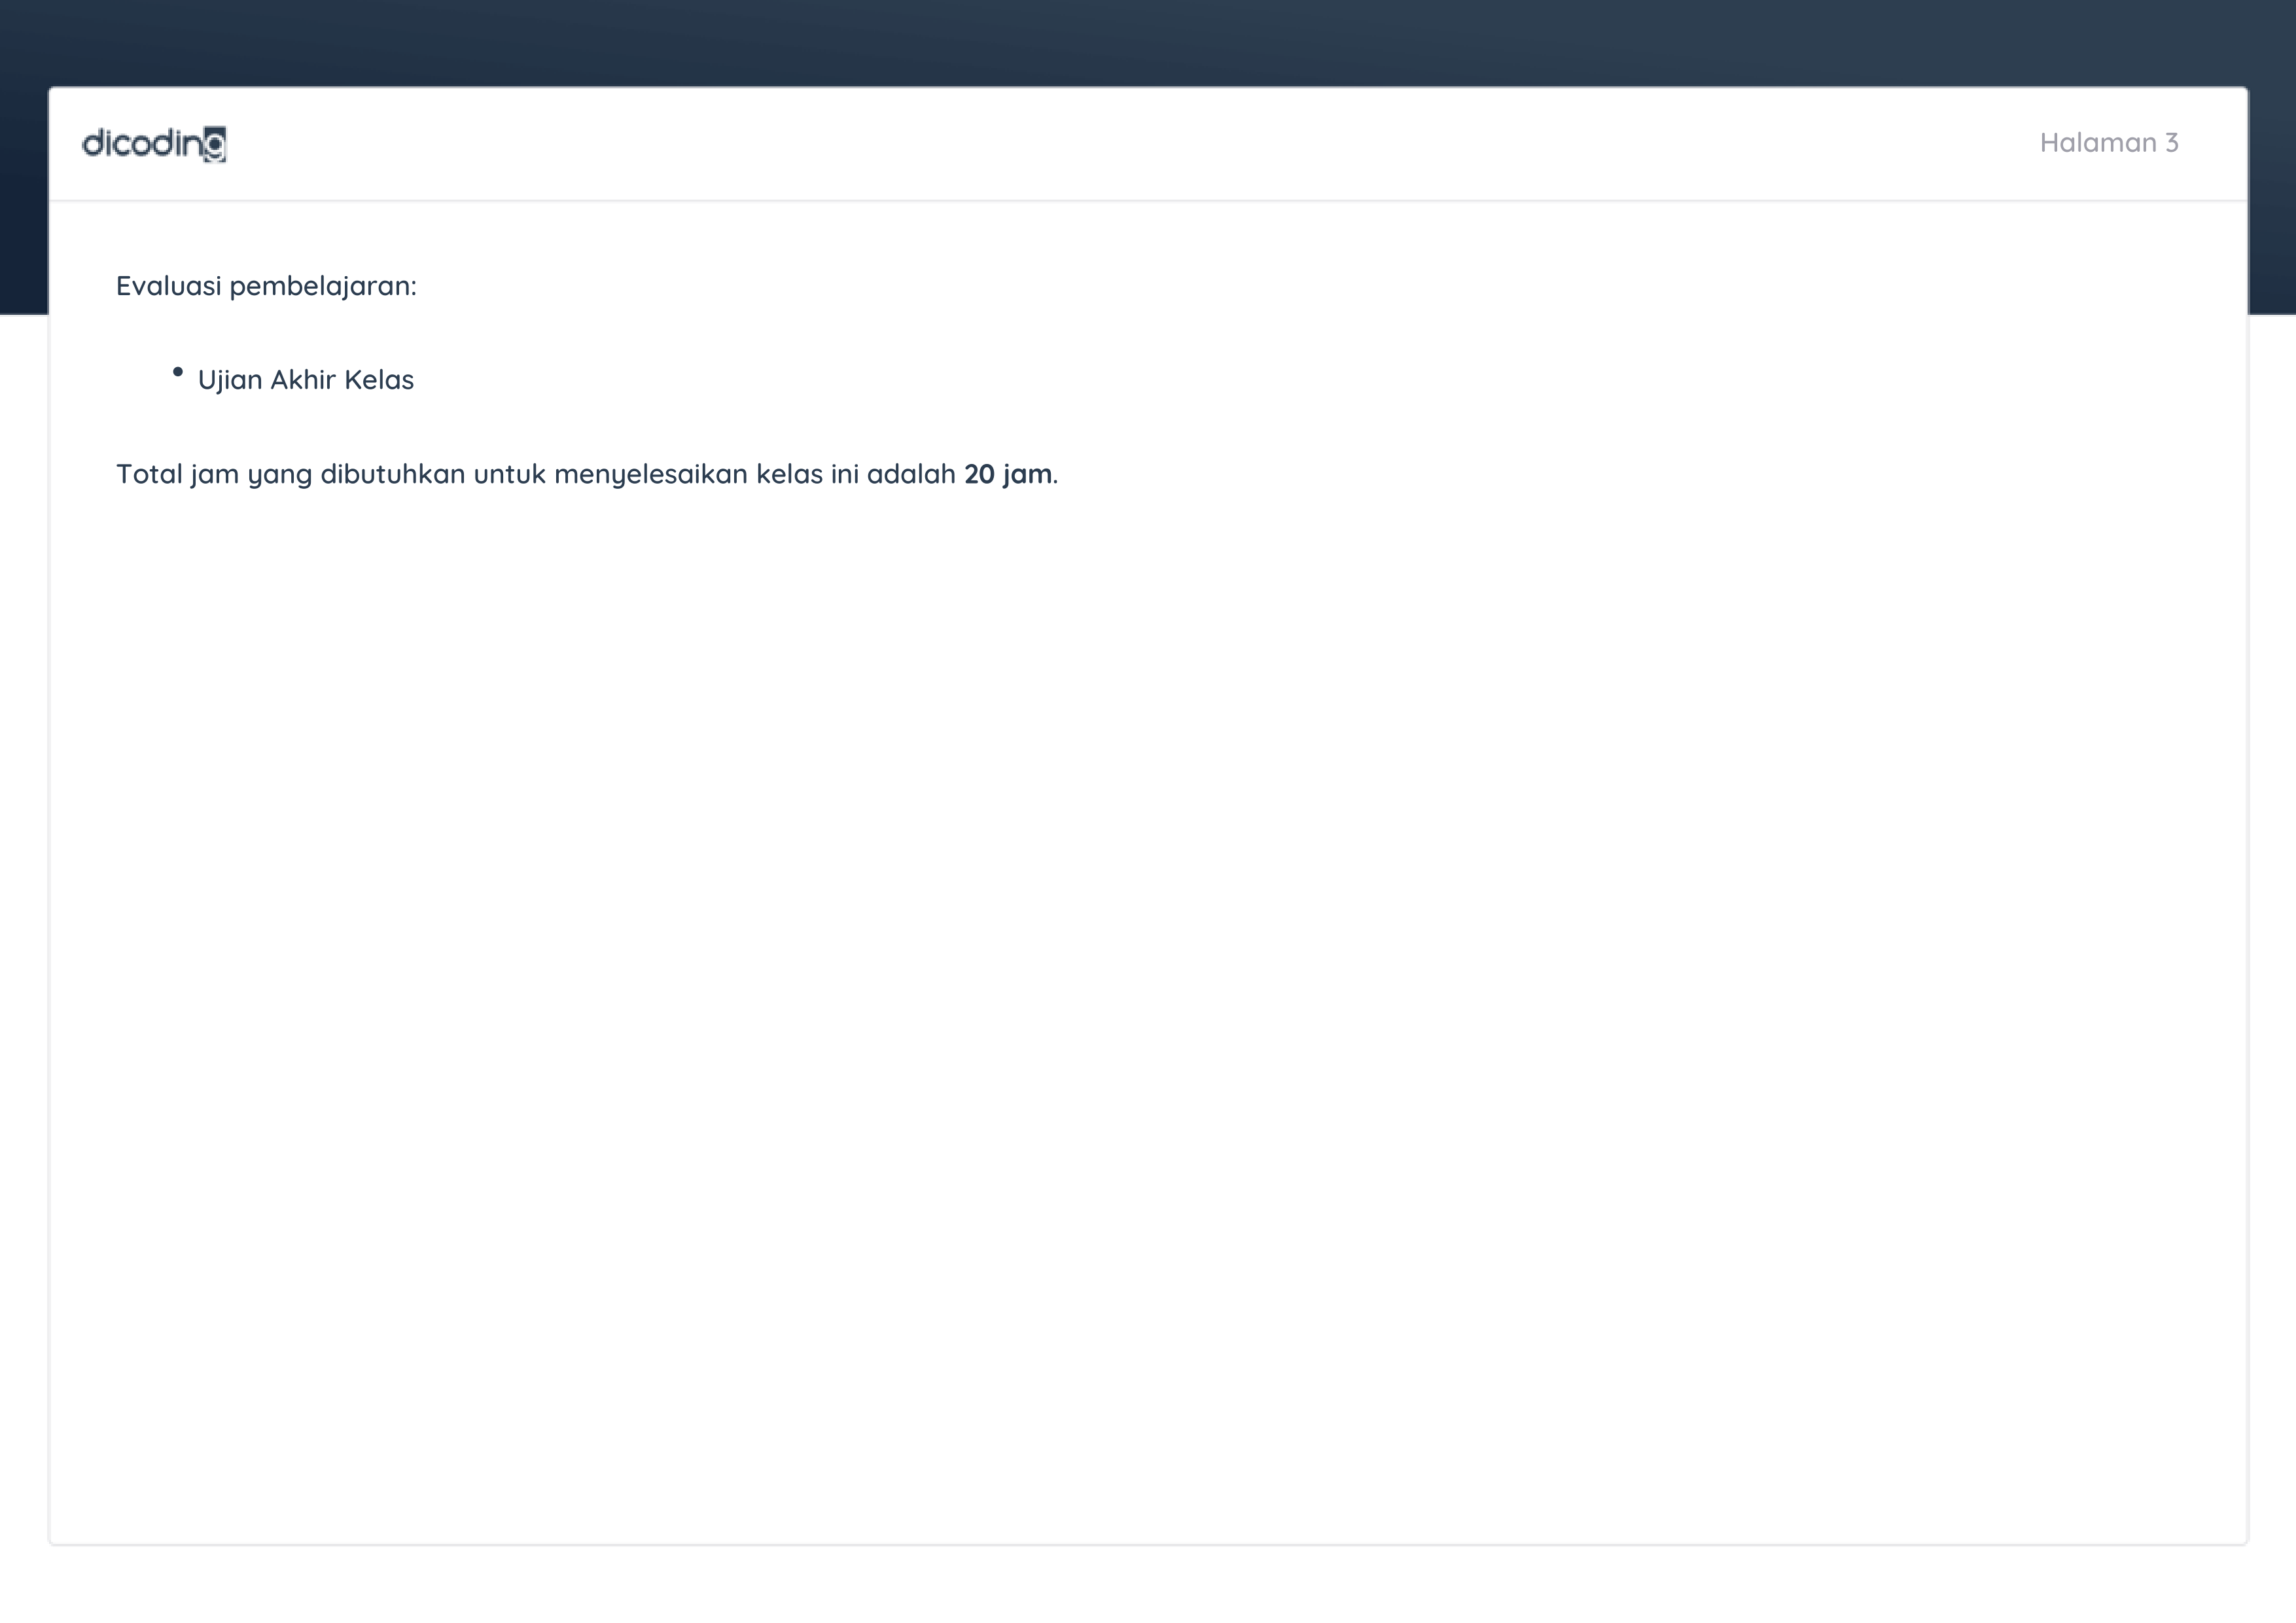 dicoding
Halaman 3
Evaluasi pembelajaran:
• Ujian Akhir Kelas
Total jam yang dibutuhkan untuk menyelesaikan kelas ini adalah 20 jam.